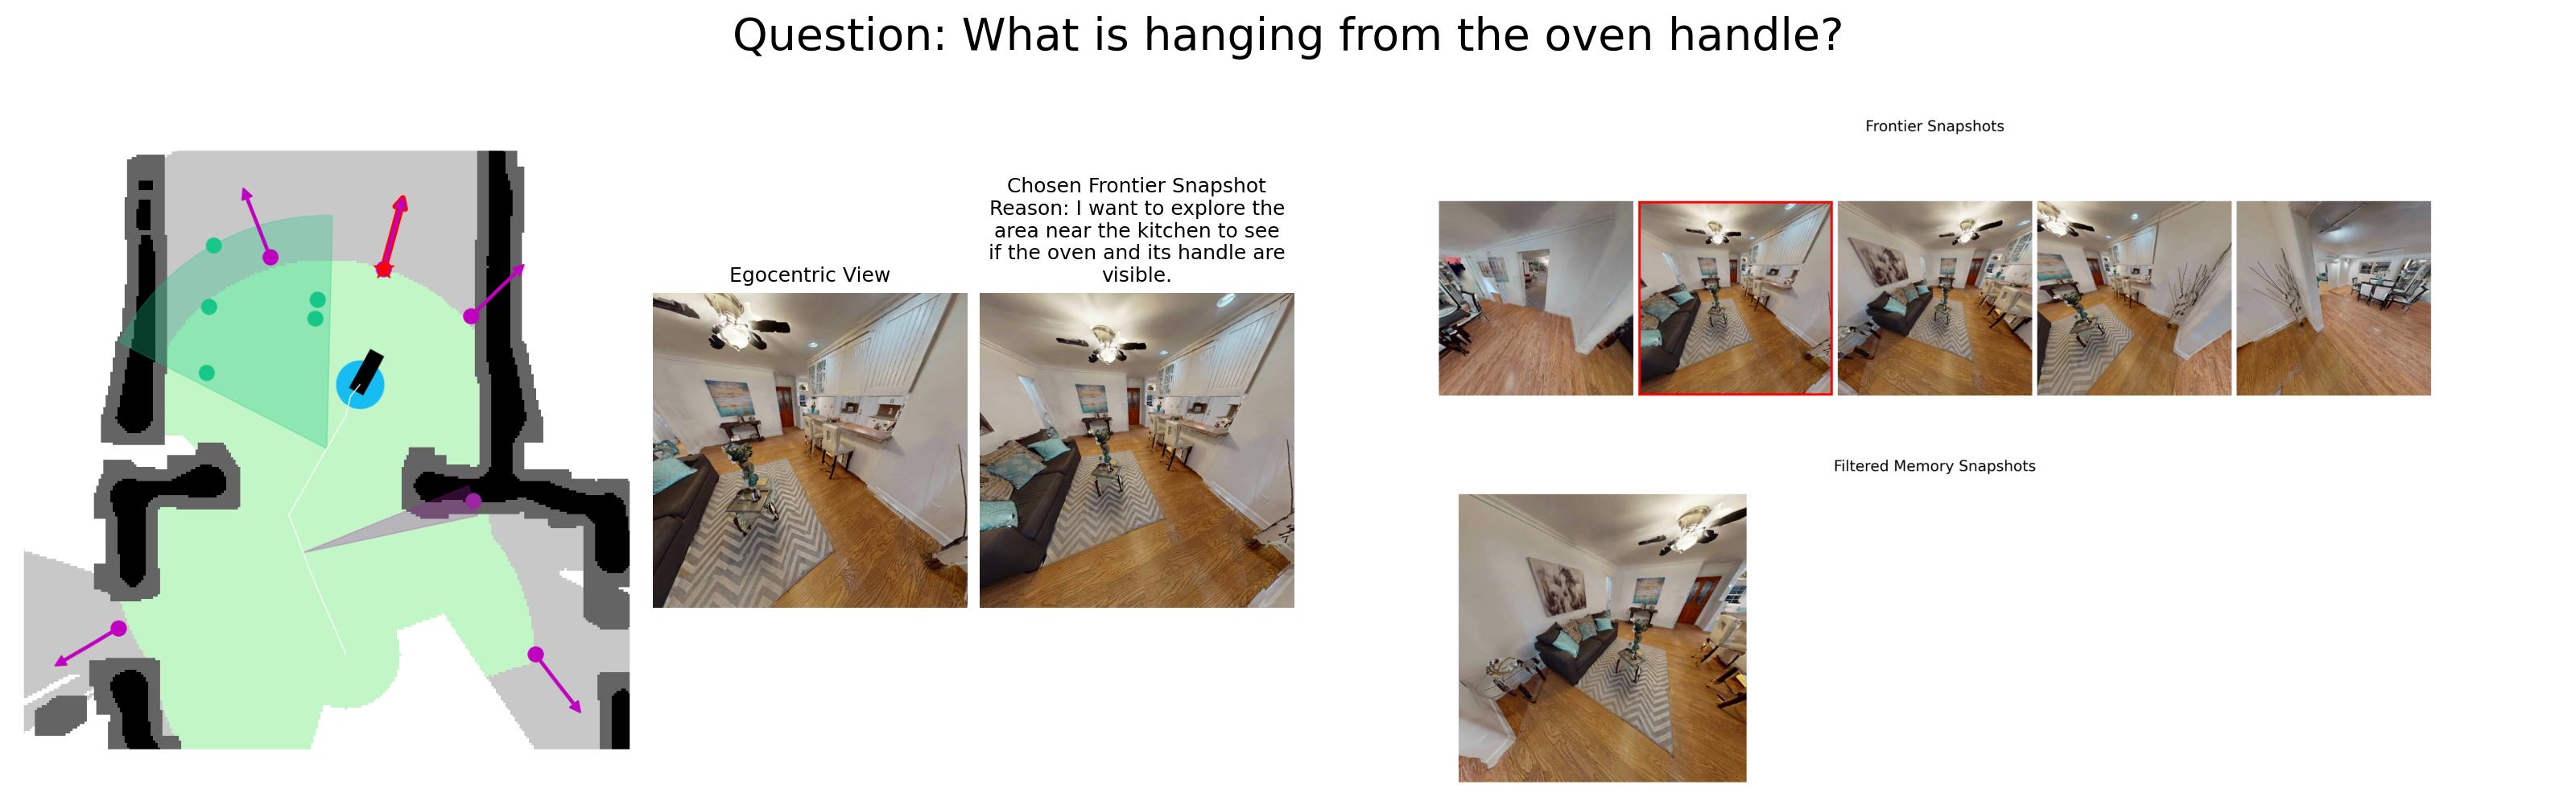 Question: What is hanging from the oven handle?
Frontier Snapshots
Chosen Frontier Snapshot
Reason: I want to explore the
area near the kitchen to see
if the oven and its handle are
visible.
Egocentric View
Filtered Memory Snapshots